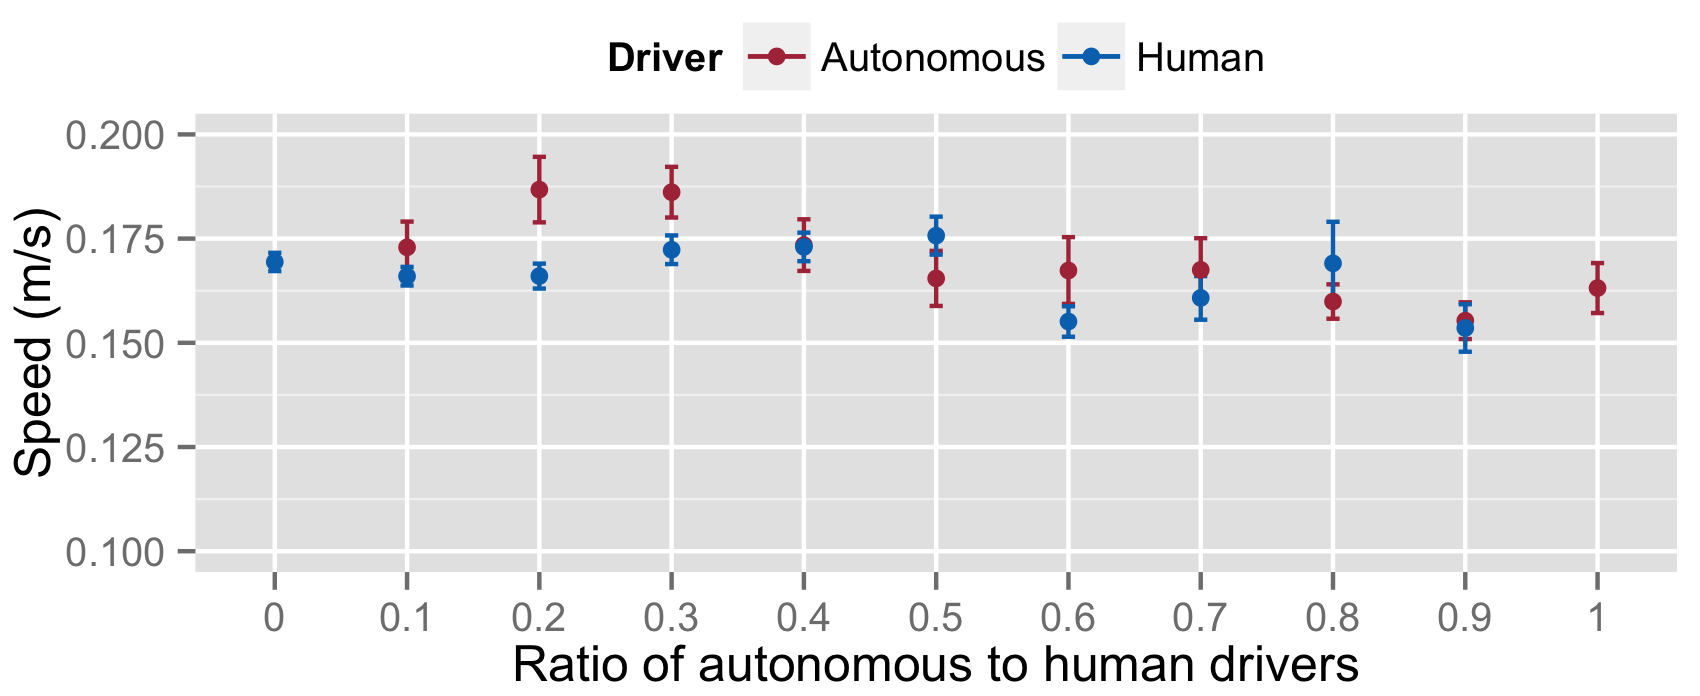 Driver Autonomous Human
0.200
0.175
0.150
0.125
0.100
Speed (m/s)
0 0.1 0.2 0.3 0.4 0.5 0.6 0.7 0.8 0.9 1
Ratio of autonomous to human drivers